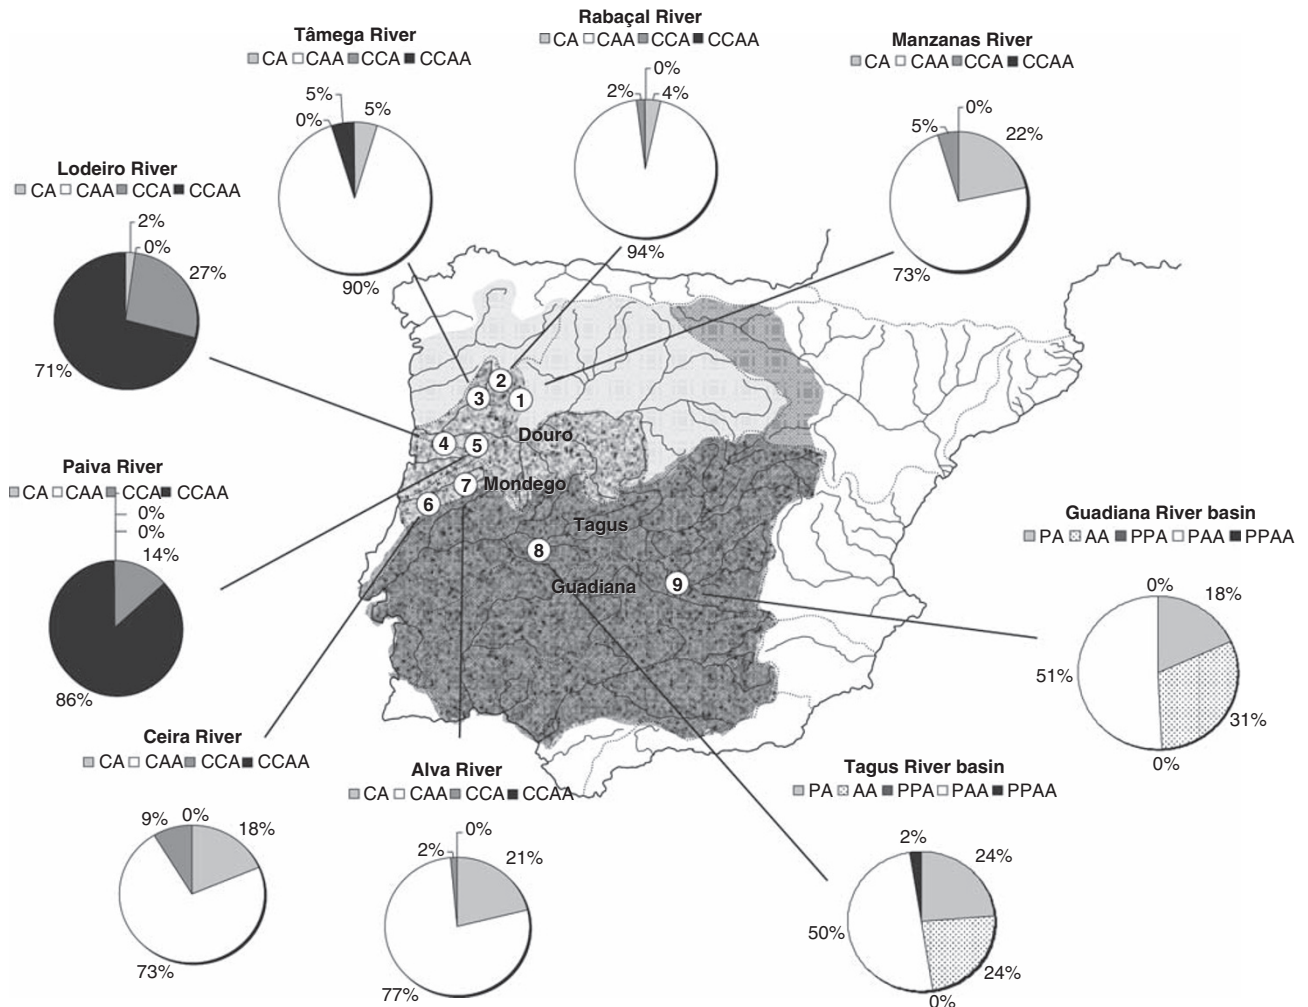 Rabaçal River
CA CAA CCA CCAA
0%
2% 4%
94%
Tâmega River
CA CAA CCA CCAA
5% 5%
0%
90%
Manzanas River
CA CAA CCA CCAA
0%
5% 22%
73%
Lodeiro River
CA CAA CCA CCAA
2%
0%
27%
71%
Paiva River
CA CAA CCA CCAA
0%
0%
14%
86%
2
3 1
Douro
4 5
Mondego
7
6
Tagus
8
Guadiana
9
Guadiana River basin
PA AA PPA PAA PPAA
0% 18%
51%
31%
0%
Ceira River
CA CAA CCA CCAA
9% 0% 18%
73%
Alva River
CA CAA CCA CCAA
0%
2% 21%
77%
Tagus River basin
PA AA PPA PAA PPAA
2% 24%
50%
24%
0%